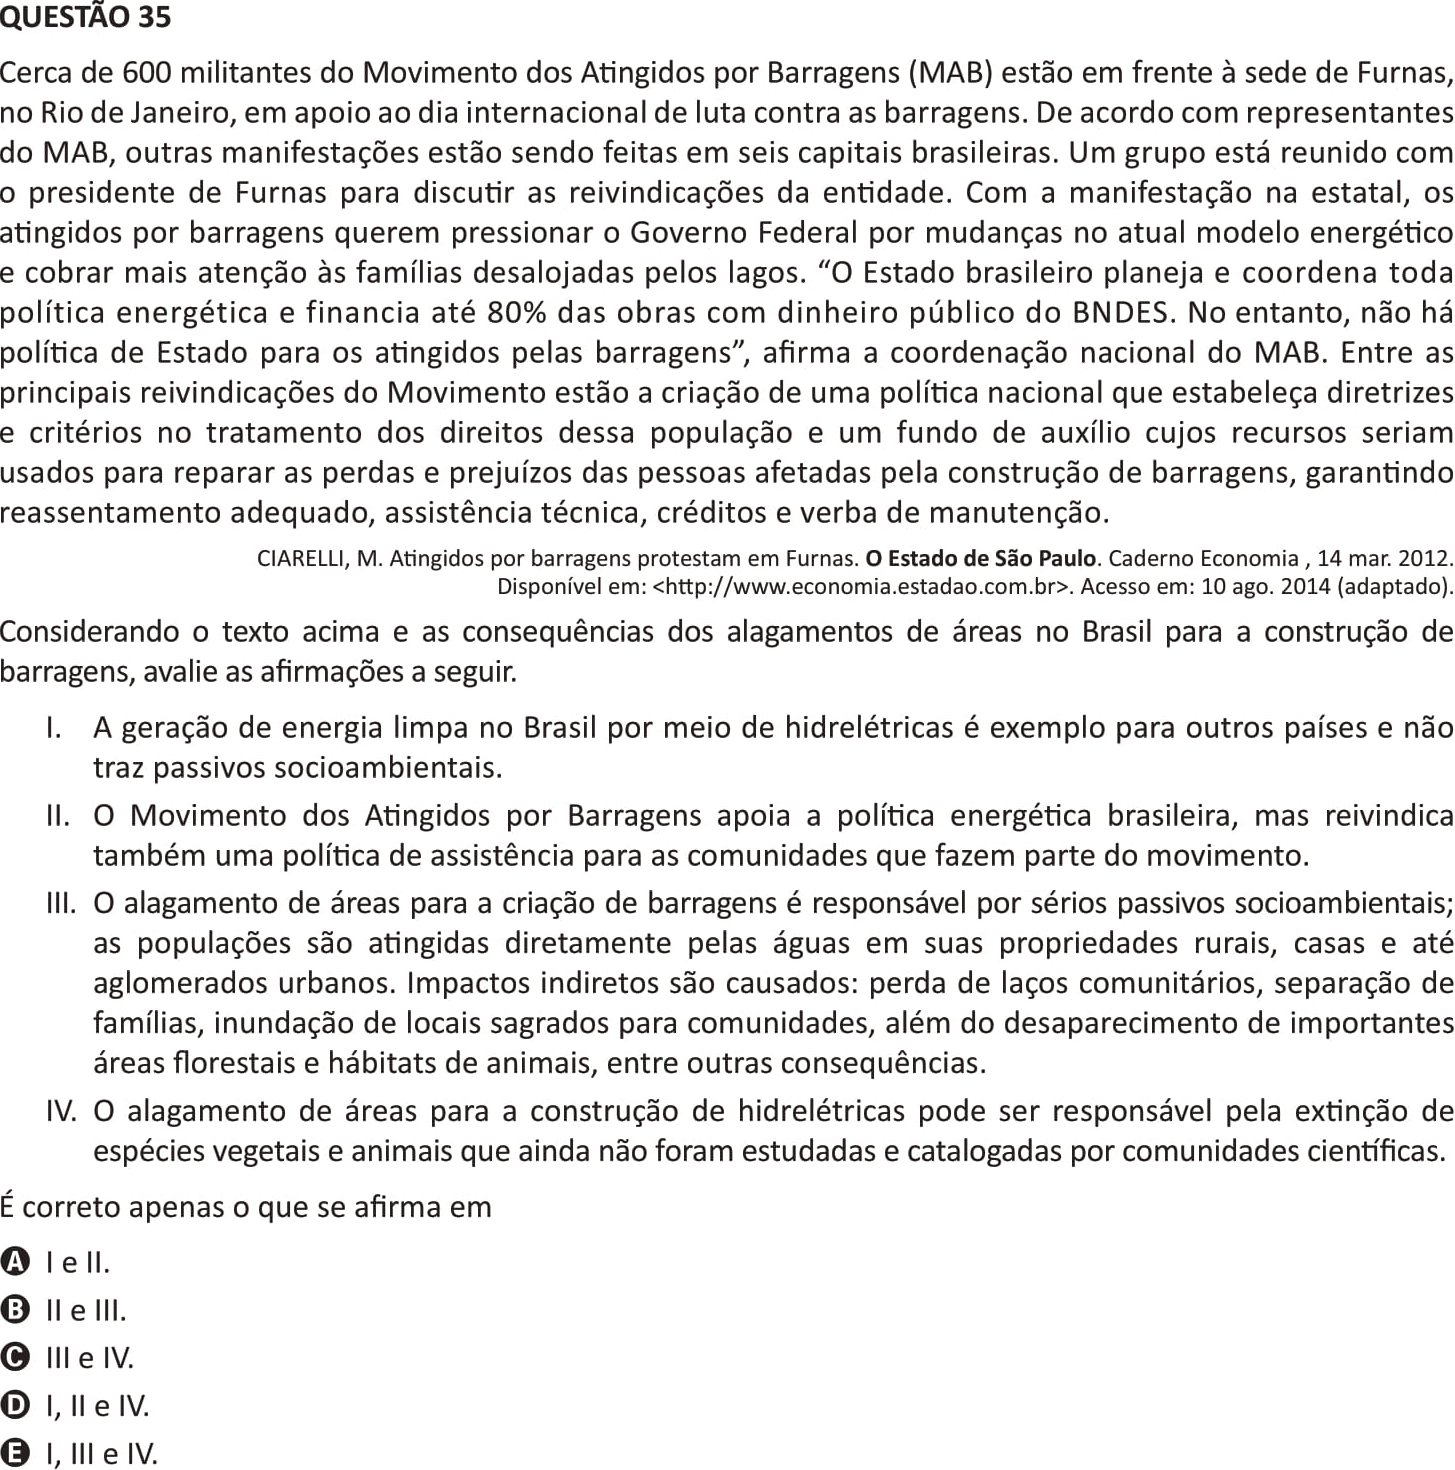 QUESTÃO 35
Cerca de 600 militantes do Movimento dos Atingidos por Barragens (MAB) estão em frente à sede de Furnas,
no Rio de Janeiro, em apoio ao dia internacional de luta contra as barragens. De acordo com representantes
do MAB, outras manifestações estão sendo feitas em seis capitais brasileiras. Um grupo está reunido com
o presidente de Furnas para discutir as reivindicações da entidade. Com a manifestação na estatal, os
atingidos por barragens querem pressionar o Governo Federal por mudanças no atual modelo energético
e cobrar mais atenção às famílias desalojadas pelos lagos. “O Estado brasileiro planeja e coordena toda
política energética e financia até 80% das obras com dinheiro público do BNDES. No entanto, não há
política de Estado para os atingidos pelas barragens”, afirma a coordenação nacional do MAB. Entre as
principais reivindicações do Movimento estão a criação de uma política nacional que estabeleça diretrizes
e critérios no tratamento dos direitos dessa população e um fundo de auxílio cujos recursos seriam
usados para reparar as perdas e prejuízos das pessoas afetadas pela construção de barragens, garantindo
reassentamento adequado, assistência técnica, créditos e verba de manutenção.
CIARELLI, M. Atingidos por barragens protestam em Furnas. O Estado de São Paulo. Caderno Economia , 14 mar. 2012.
Disponível em: <http://www.economia.estadao.com.br>. Acesso em: 10 ago. 2014 (adaptado).
Considerando o texto acima e as consequências dos alagamentos de áreas no Brasil para a construção de
barragens, avalie as afirmações a seguir.
I. A geração de energia limpa no Brasil por meio de hidrelétricas é exemplo para outros países e não
traz passivos socioambientais.
II. O Movimento dos Atingidos por Barragens apoia a política energética brasileira, mas reivindica
também uma política de assistência para as comunidades que fazem parte do movimento.
III. O alagamento de áreas para a criação de barragens é responsável por sérios passivos socioambientais;
as populações são atingidas diretamente pelas águas em suas propriedades rurais, casas e até
aglomerados urbanos. Impactos indiretos são causados: perda de laços comunitários, separação de
famílias, inundação de locais sagrados para comunidades, além do desaparecimento de importantes
áreas florestais e hábitats de animais, entre outras consequências.
IV. O alagamento de áreas para a construção de hidrelétricas pode ser responsável pela extinção de
espécies vegetais e animais que ainda não foram estudadas e catalogadas por comunidades científicas.
É correto apenas o que se afirma em
A I e II.
B II e III.
C III e IV.
D I, II e IV.
E I, III e IV.